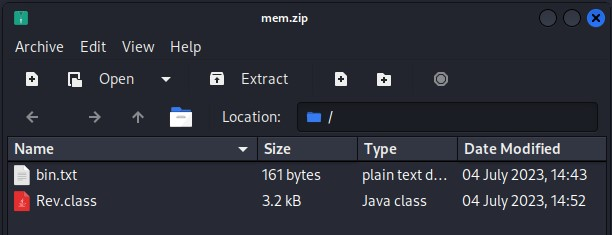 mem.zip
Archive Edit View Help
Open Extract
Location: /
Name Size Type Date Modified
bin.txt 161 bytes plain text d... 04 July 2023, 14:43
Rev.class 3.2 kB Java class 04 July 2023, 14:52